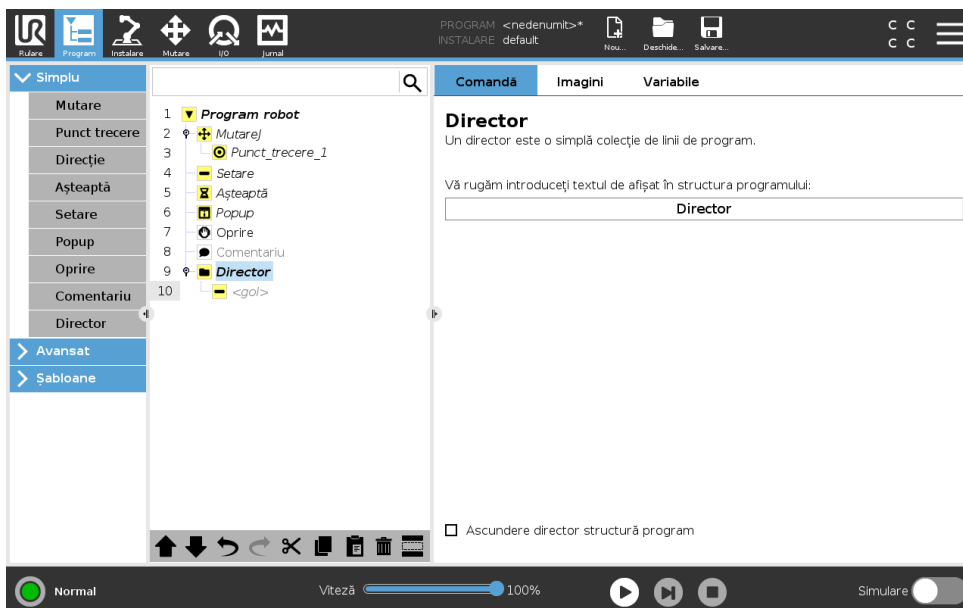 PROGRAM <nedenumit>*
INSTALARE default
Rulare Program Instalare Mutare I/O Jurnal Nou... Deschide... Salvare...
C C
C C
Simplu
Mutare
Punct trecere
Direcție
Așteaptă
Setare
Popup
Oprire
Comentariu
Director
Avansat
Șabloane
1 Program robot
2 MutareJ
3 Punct_trecere_1
4 Setare
5 Așteaptă
6 Popup
7 Oprire
8 Comentariu
9 Director
10 <gol>
Comandă Imagini Variabile
Director
Un director este o simplă colecție de linii de program.
Vă rugăm introduceți textul de afișat în structura programului:
Director
Ascundere director structură program
Normal Viteză 100% Simulare